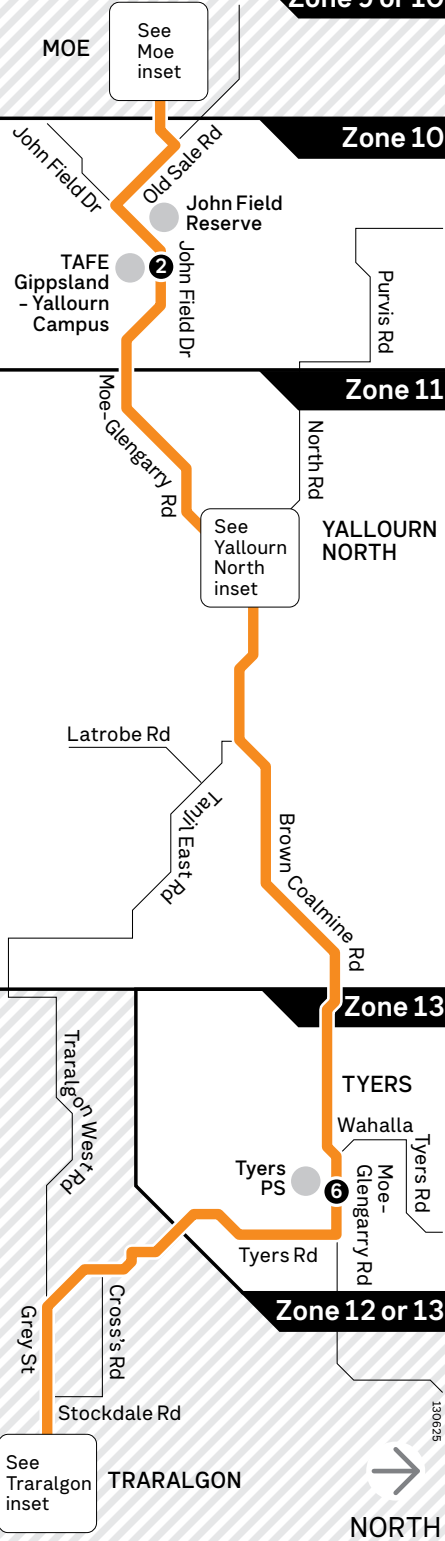 Zone 9 or 10
MOE
See
Moe
inset
Zone 10
John Field Dr
Old Sale Rd
John Field
Reserve
TAFE
Gippsland
- Yallourn
Campus
2
John Field Dr
Purvis Rd
Zone 11
Moe-Glengarry Rd
North Rd
See
Yallourn
North
inset
YALLOURN
NORTH
Latrobe Rd
Tanjil East Rd
Brown Coalmine Rd
Zone 13
Traralgon West Rd
TYERS
Wahalla
Tyers Rd
Tyers
PS
6
Moe-
Glengarry Rd
Tyers Rd
Zone 12 or 13
Grey St
Cross's Rd
Stockdale Rd
130625
See
Traralgon
inset
TRARALGON
NORTH